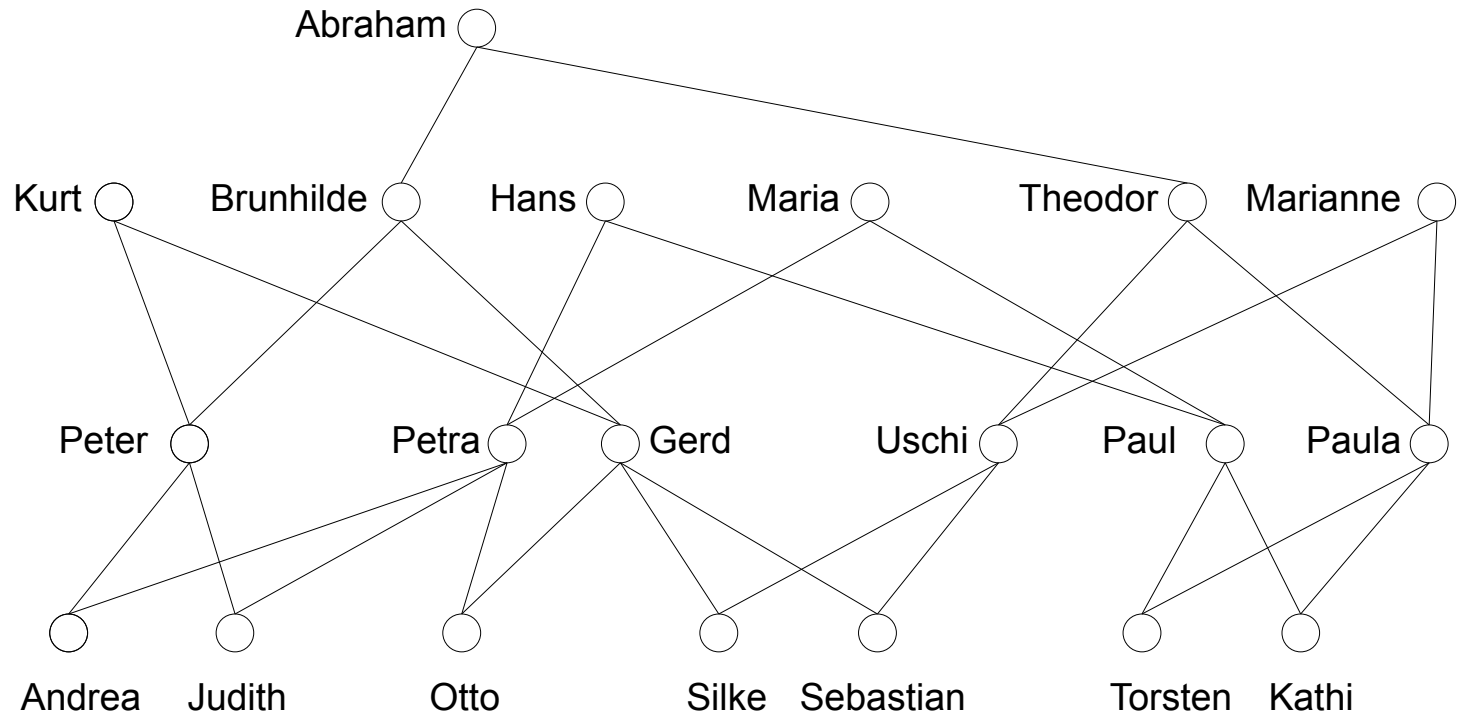 Abraham
Kurt Brunhilde Hans Maria Theodor Marianne
Peter Petra Gerd Uschi Paul Paula
Andrea Judith Otto Silke Sebastian Torsten Kathi